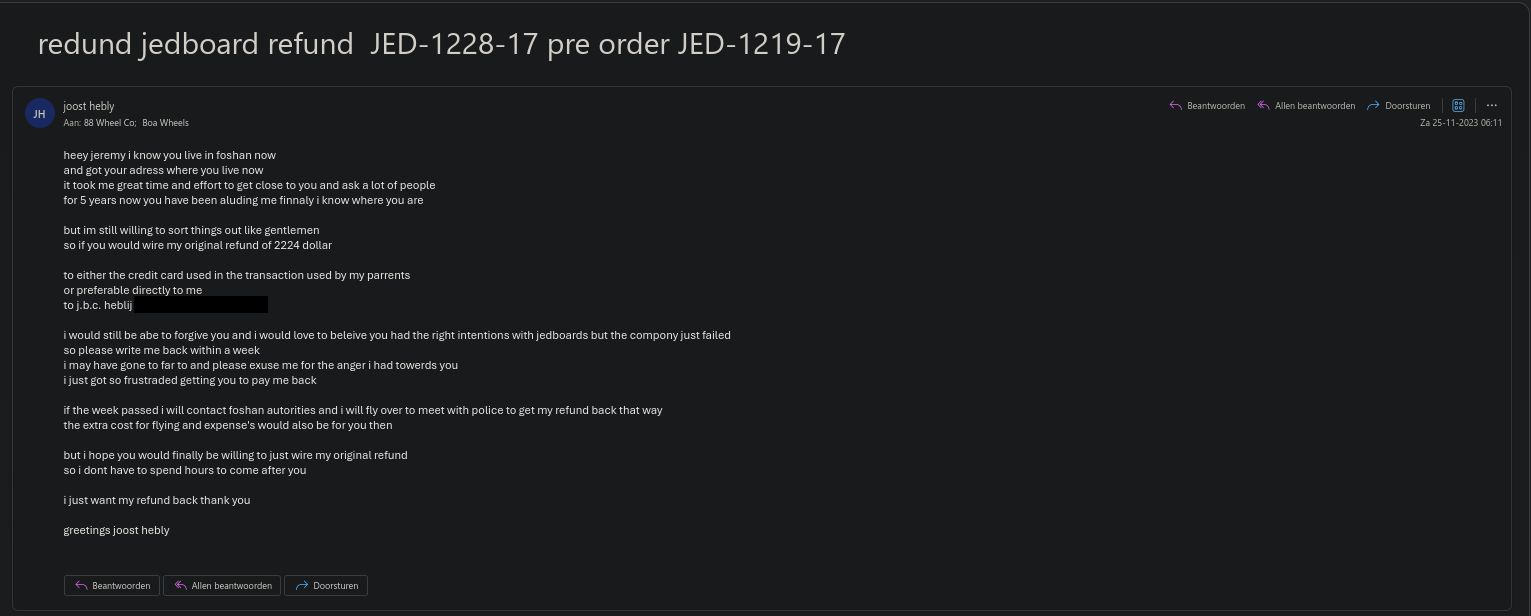 redund jedboard refund  JED-1228-17 pre order JED-1219-17
JH
joost hebly
Beantwoorden
Allen beantwoorden
Doorsturen
Aan: 88 Wheel Co;  Boa Wheels
Za 25-11-2023 06:11
heey jeremy i know you live in foshan now
and got your adress where you live now
it took me great time and effort to get close to you and ask a lot of people
for 5 years now you have been aluding me finnaly i know where you are
but im still willing to sort things out like gentlemen
so if you would wire my original refund of 2224 dollar
to either the credit card used in the transaction used by my parrents
or preferable directly to me
to j.b.c. heblij
i would still be abe to forgive you and i would love to beleive you had the right intentions with jedboards but the compony just failed
so please write me back within a week
i may have gone to far to and please exuse me for the anger i had towerds you
i just got so frustraded getting you to pay me back
if the week passed i will contact foshan autorities and i will fly over to meet with police to get my refund back that way
the extra cost for flying and expense's would also be for you then
but i hope you would finally be willing to just wire my original refund
so i dont have to spend hours to come after you
i just want my refund back thank you
greetings joost hebly
Beantwoorden
Allen beantwoorden
Doorsturen